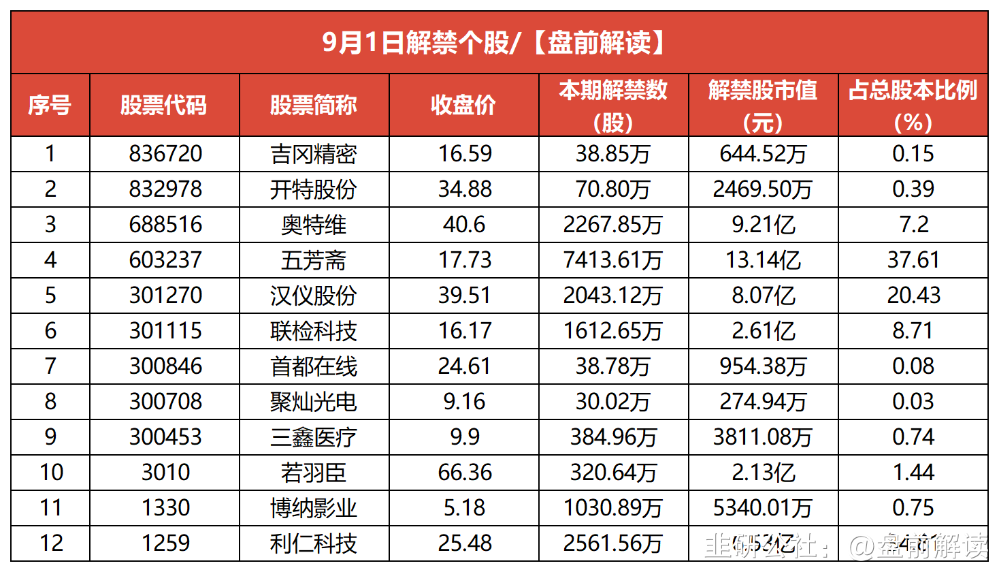 9月1日解禁个股/【盘前解读】
序号 股票代码 股票简称 收盘价 本期解禁数（股） 解禁股市值（元） 占总股本比例（%）
1 836720 吉冈精密 16.59 38.85万 644.52万 0.15
2 832978 开特股份 34.88 70.80万 2469.50万 0.39
3 688516 奥特维 40.6 2267.85万 9.21亿 7.2
4 603237 五芳斋 17.73 7413.61万 13.14亿 37.61
5 301270 汉仪股份 39.51 2043.12万 8.07亿 20.43
6 301115 联检科技 16.17 1612.65万 2.61亿 8.71
7 300846 首都在线 24.61 38.78万 954.38万 0.08
8 300708 聚灿光电 9.16 30.02万 274.94万 0.03
9 300453 三鑫医疗 9.9 384.96万 3811.08万 0.74
10 3010 若羽臣 66.36 320.64万 2.13亿 1.44
11 1330 博纳影业 5.18 1030.89万 5340.01万 0.75
12 1259 利仁科技 25.48 2561.56万 6.53亿
韭研公社：@盘前解读